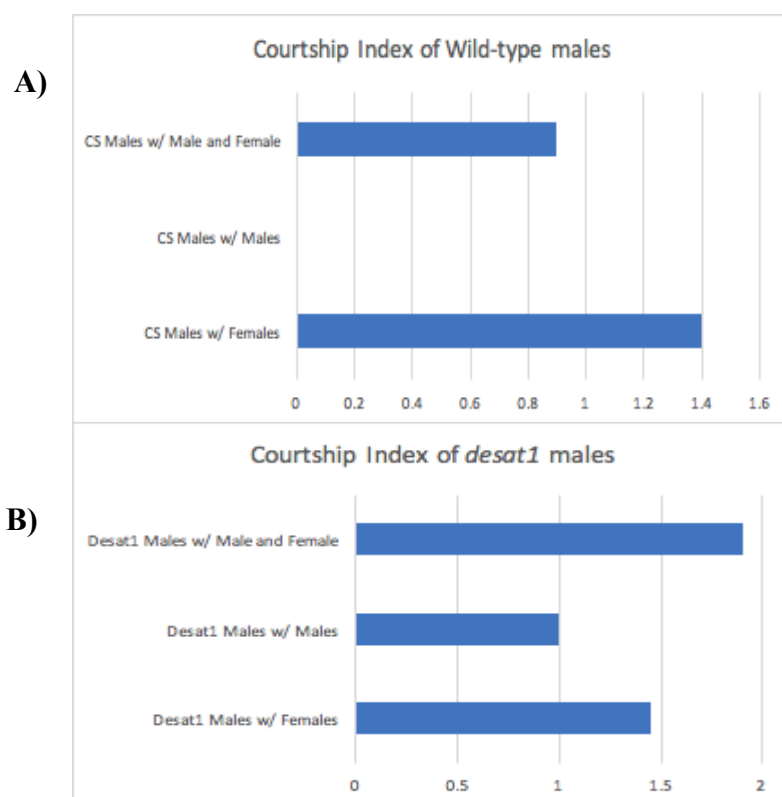 A)
Courtship Index of Wild-type males
CS Males w/ Male and Female
CS Males w/ Males
CS Males w/ Females
0 0.2 0.4 0.6 0.8 1 1.2 1.4 1.6
B)
Courtship Index of desat1 males
Desat1 Males w/ Male and Female
Desat1 Males w/ Males
Desat1 Males w/ Females
0 0.5 1 1.5 2